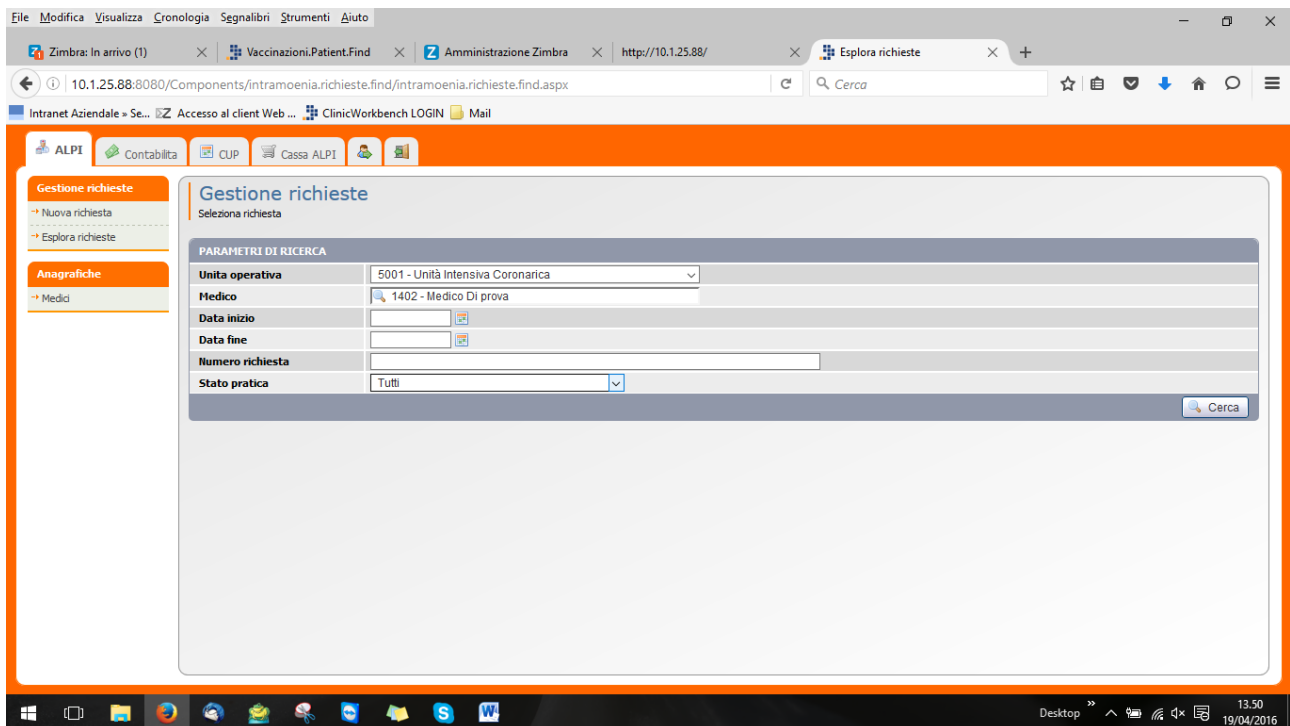 File Modifica Visualizza Cronologia Segnalibri Strumenti Aiuto
Zimbra: In arrivo (1) Vaccinazioni.Patient.Find Amministrazione Zimbra http://10.1.25.88/ Esplora richieste
10.1.25.88:8080/Components/intramoenia.richieste.find/intramoenia.richieste.find.aspx Cerca
Intranet Aziendale » Se... Accesso al client Web ... ClinicWorkbench LOGIN Mail
ALPI Contabilita CUP Cassa ALPI
Gestione richieste
Nuova richiesta
Esplora richieste
Anagrafiche
Medici
Gestione richieste
Seleziona richiesta
PARAMETRI DI RICERCA
Unita operativa 5001 - Unità Intensiva Coronarica
Medico 1402 - Medico Di prova
Data inizio
Data fine
Numero richiesta
Stato pratica Tutti
Cerca
Desktop » 13.50
19/04/2016